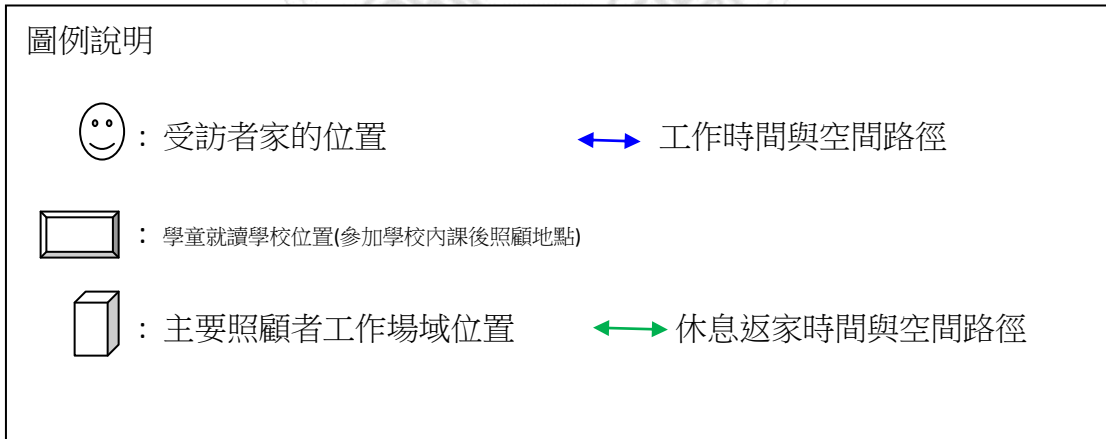 圖例說明
：受訪者家的位置 工作時間與空間路徑
：學童就讀學校位置(參加學校內課後照顧地點)
：主要照顧者工作場域位置 休息返家時間與空間路徑